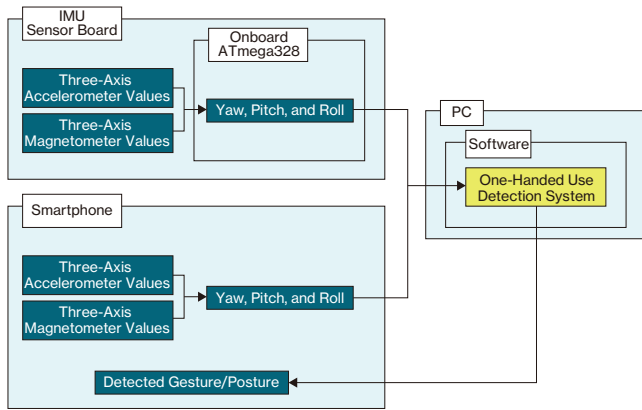 IMU
Sensor Board
Onboard
ATmega328
Three-Axis
Accelerometer Values
Three-Axis
Magnetometer Values
Yaw, Pitch, and Roll
PC
Software
One-Handed Use
Detection System
Smartphone
Three-Axis
Accelerometer Values
Three-Axis
Magnetometer Values
Yaw, Pitch, and Roll
Detected Gesture/Posture